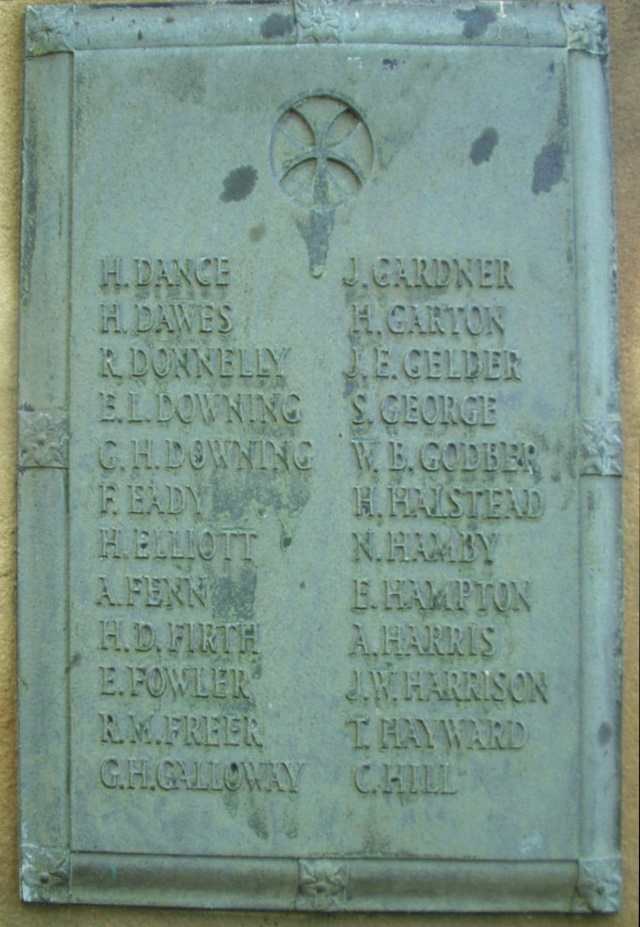 H. DANCE
H. DAWES
R. DONNELLY
E. L. DOWNING
G. H. DOWNING
F. EADY
H. ELLIOTT
A. FENN
H. D. FIRTH
E. FOWLER
R. M. FREER
G. H. GALLOWAY
J. GARDNER
H. GARTON
J. E. GELDER
S. GEORGE
W. B. GODBER
H. HALSTEAD
N. HAMBY
E. HAMPTON
A. HARRIS
J. W. HARRISON
T. HAYWARD
C. HILL